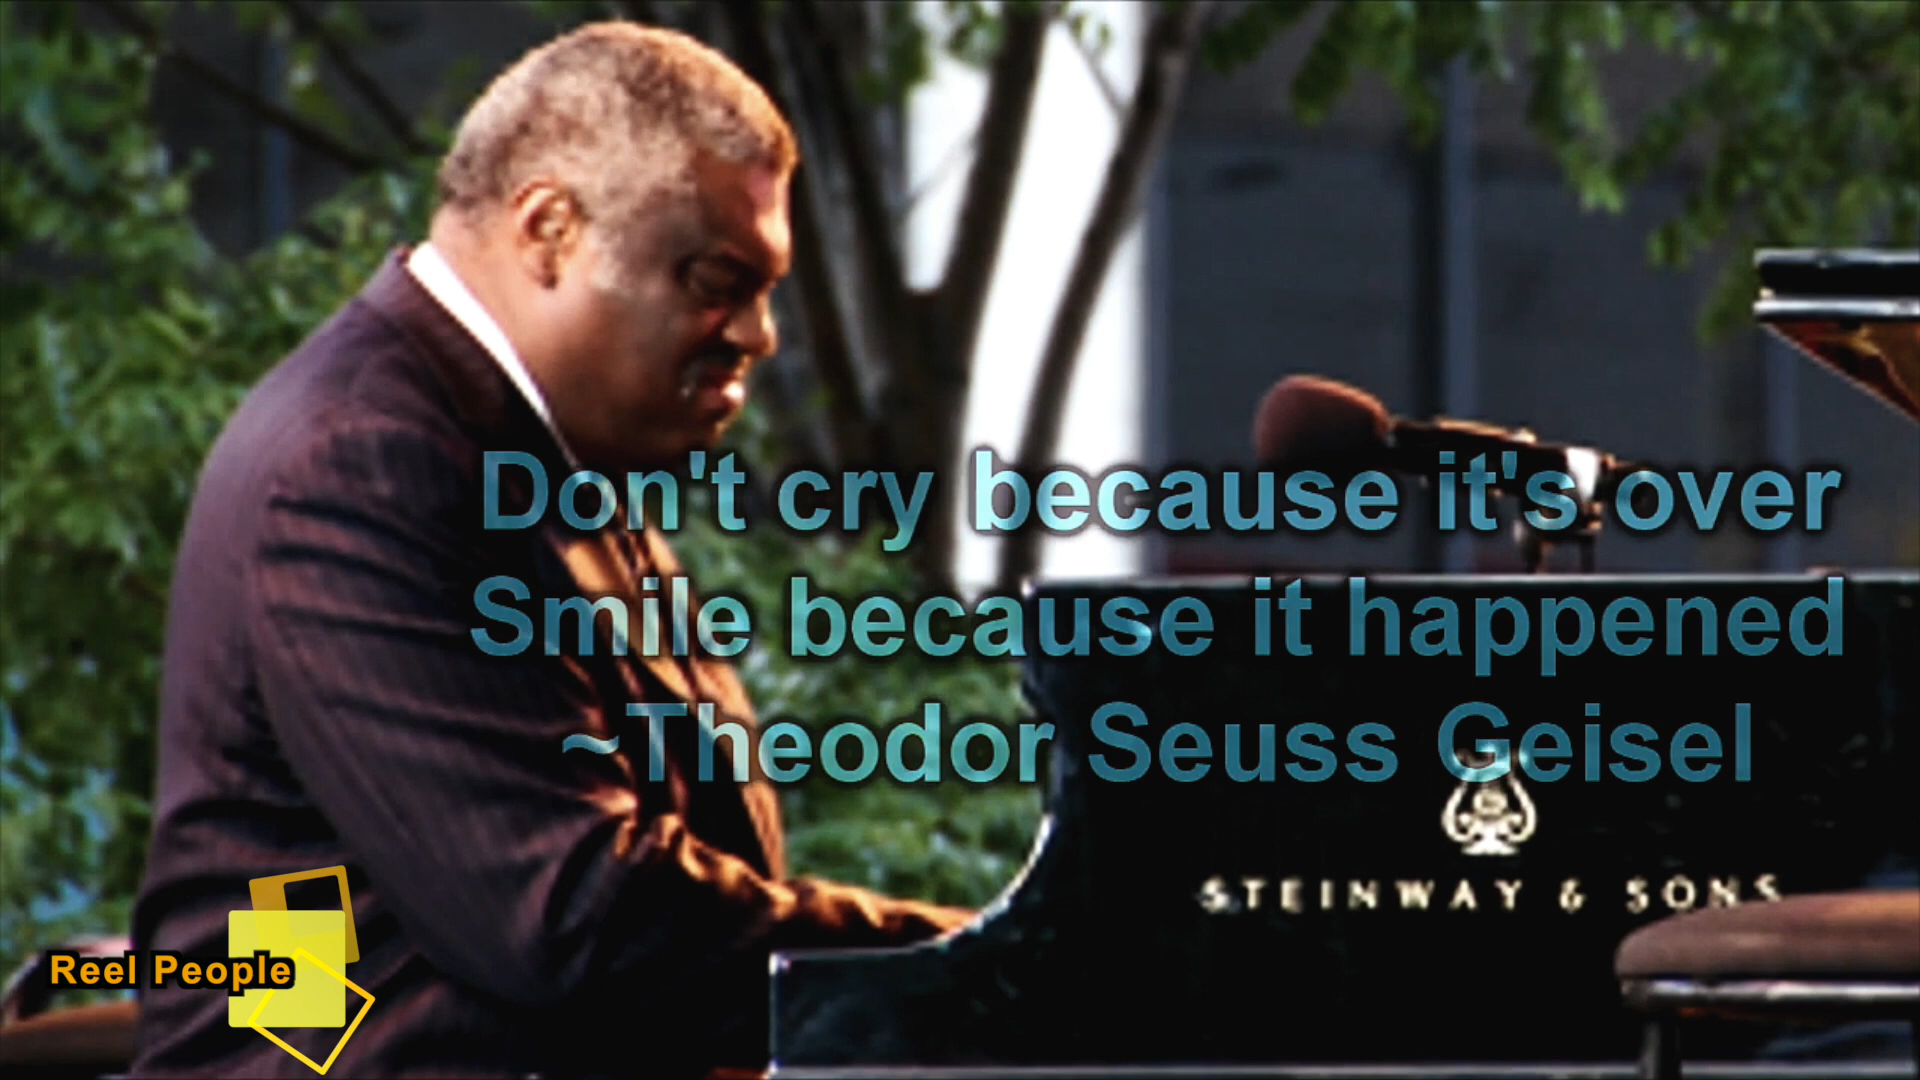 Don't cry because it's over
Smile because it happened
~Theodor Seuss Geisel
STEINWAY & SONS
Reel People